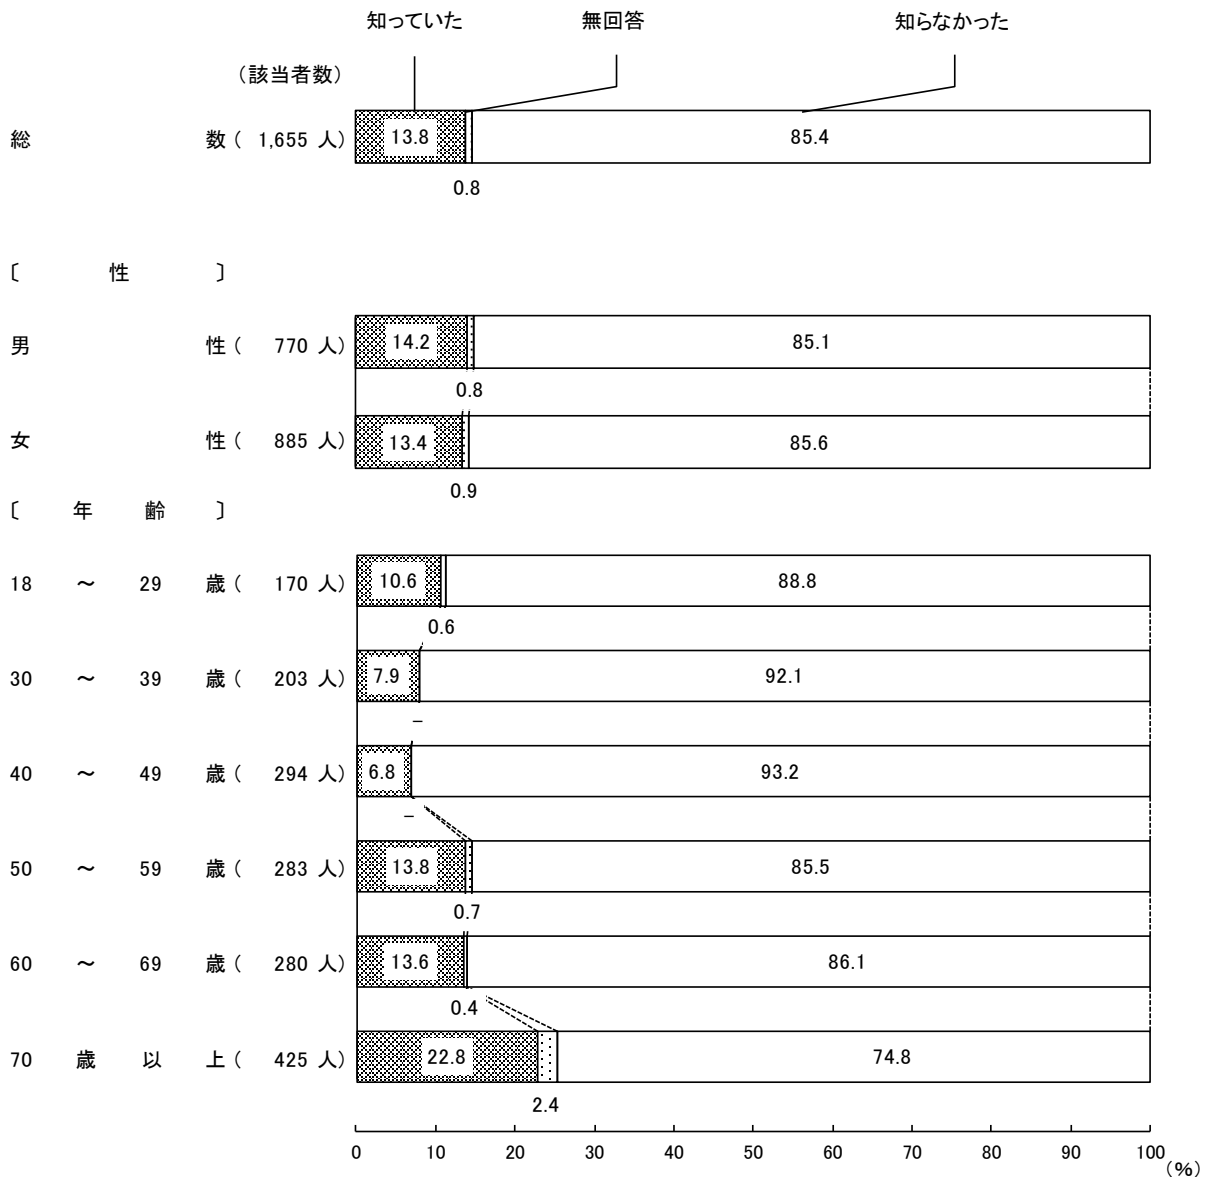 知っていた 無回答 知らなかった
(該当者数)
総 数( 1,655 人) 13.8 85.4
0.8
〔 性 〕
男 性( 770 人) 14.2 85.1
0.8
女 性( 885 人) 13.4 85.6
0.9
〔 年 齢 〕
18 ～ 29 歳( 170 人) 10.6 88.8
0.6
30 ～ 39 歳( 203 人) 7.9 92.1
－
40 ～ 49 歳( 294 人) 6.8 93.2
－
50 ～ 59 歳( 283 人) 13.8 85.5
0.7
60 ～ 69 歳( 280 人) 13.6 86.1
0.4
70 歳 以 上( 425 人) 22.8 74.8
2.4
0 10 20 30 40 50 60 70 80 90 100
(%)